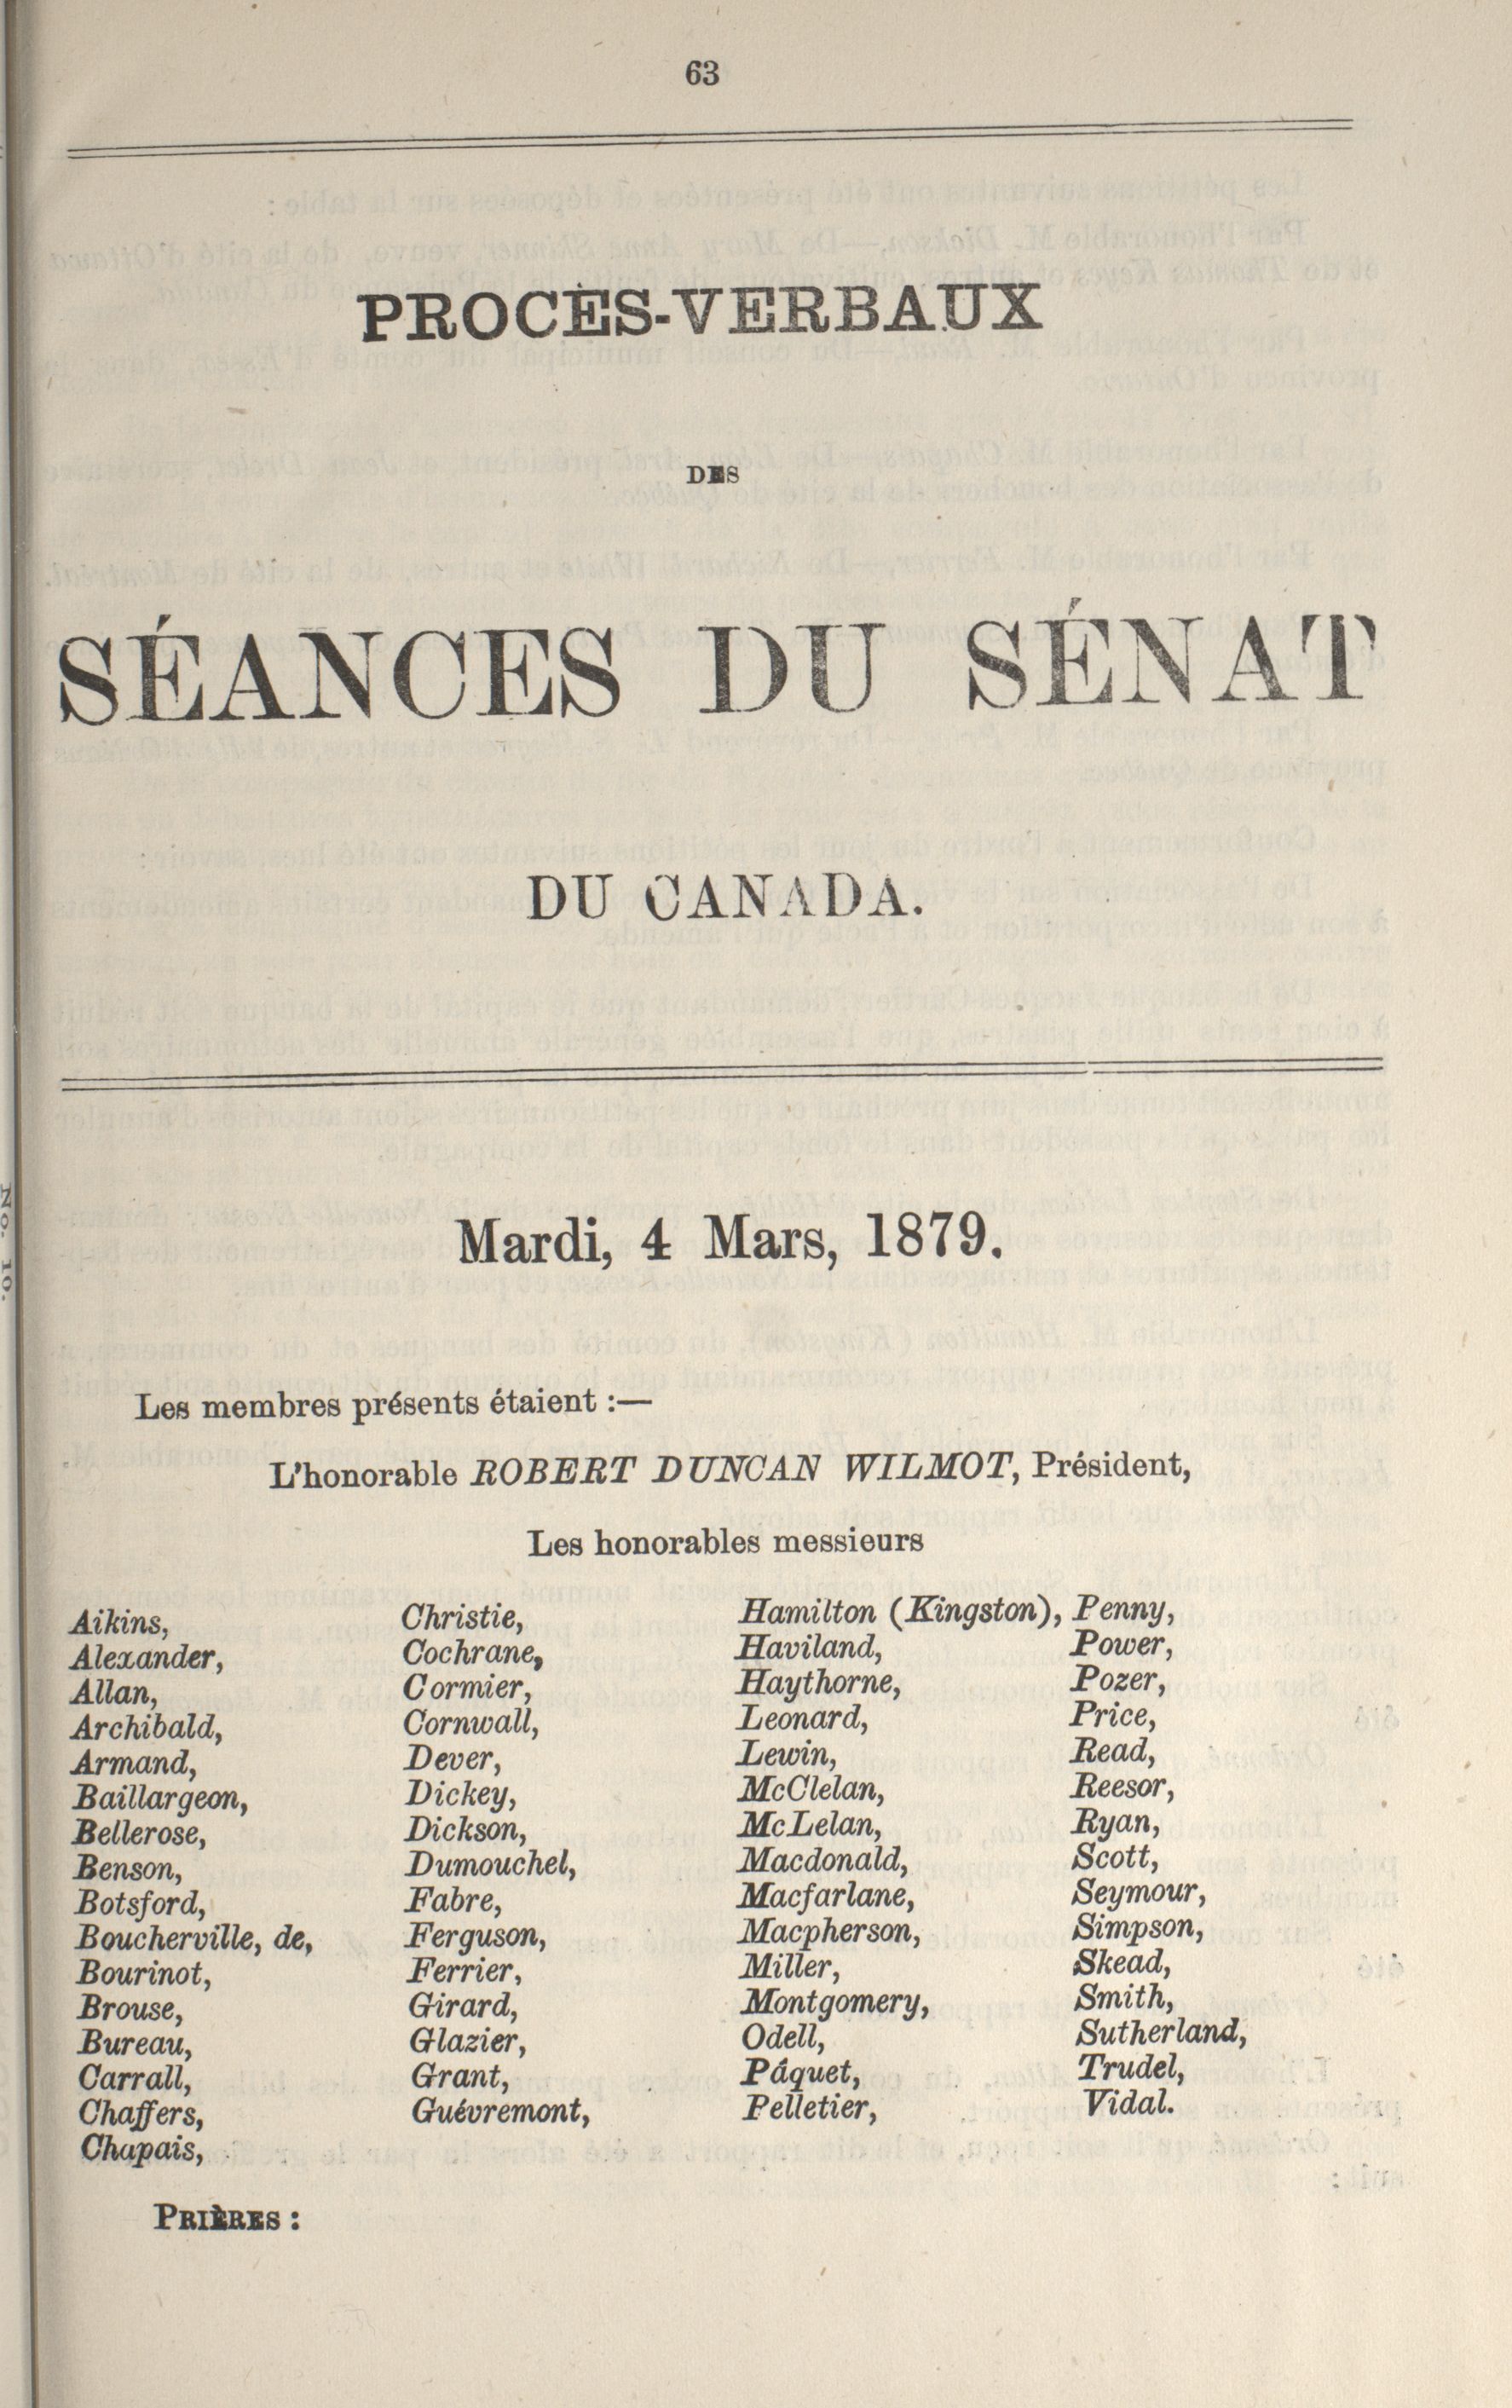 63
PROCÈS-VERBAUX
DES
SÉANCES DU SÉNAT
DU CANADA.
Mardi, 4 Mars, 1879.
Les membres présents étaient :—
L'honorable ROBERT DUNCAN WILMOT, Président,
Les honorables messieurs
Aikins,
Alexander,
Allan,
Archibald,
Armand,
Baillargeon,
Bellerose,
Benson,
Botsford,
Boucherville, de,
Bourinot,
Brouse,
Bureau,
Carrall,
Chaffers,
Chapais,
Christie,
Cochrane,
Cormier,
Cornwall,
Dever,
Dickey,
Dickson,
Dumouchel,
Fabre,
Ferguson,
Ferrier,
Girard,
Glazier,
Grant,
Guévremont,
Hamilton (Kingston),
Haviland,
Haythorne,
Leonard,
Lewin,
McClelan,
McLelan,
Macdonald,
Macfarlane,
Macpherson,
Miller,
Montgomery,
Odell,
Pâquet,
Pelletier,
Penny,
Power,
Pozer,
Price,
Read,
Reesor,
Ryan,
Scott,
Seymour,
Simpson,
Skead,
Smith,
Sutherland,
Trudel,
Vidal.
PRIÈRES :
No. 10.